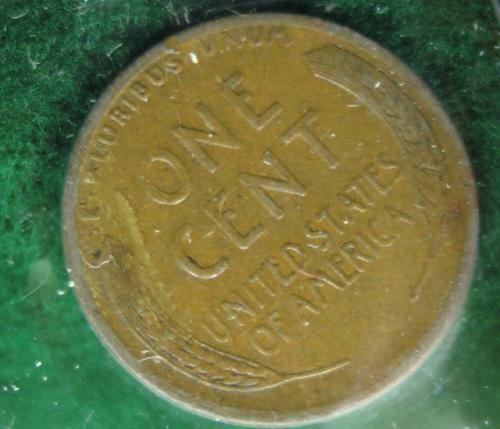 PLURIBUS UNUM
ONE
CENT
UNITED STATES
OF AMERICA